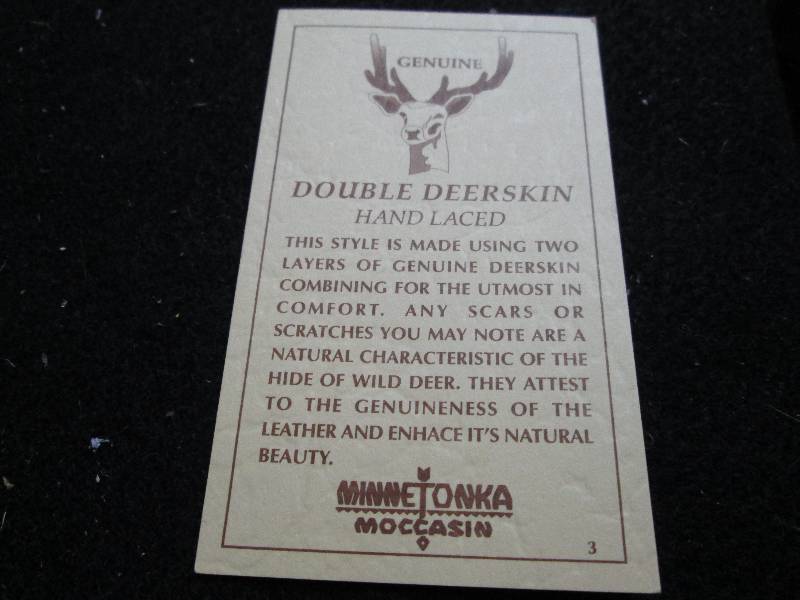 GENUINE
DOUBLE DEERSKIN
HAND LACED
THIS STYLE IS MADE USING TWO
LAYERS OF GENUINE DEERSKIN
COMBINING FOR THE UTMOST IN
COMFORT. ANY SCARS OR
SCRATCHES YOU MAY NOTE ARE A
NATURAL CHARACTERISTIC OF THE
HIDE OF WILD DEER. THEY ATTEST
TO THE GENUINENESS OF THE
LEATHER AND ENHACE IT'S NATURAL
BEAUTY.
MINNETONKA
MOCCASIN
3